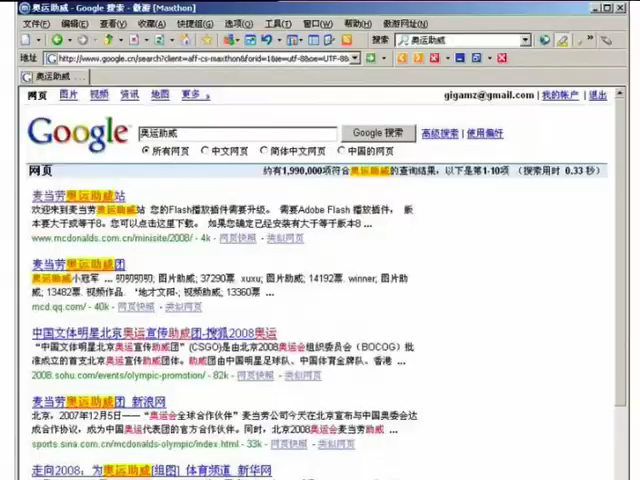 奥运助威 - Google 搜索 - 傲游 [Maxthon]
文件(F) 编辑(E) 查看(V) 收藏(A) 快捷组(G) 选项(O) 工具(T) 窗口(W) 帮助(H) 傲游网址(N)
搜索 奥运助威
地址 http://www.google.cn/search?client=aff-cs-maxthon&forid=1&ie=utf-8&oe=UTF-8&
奥运助威 - ...
网页 图片 视频 资讯 地图 更多 gigamz@gmail.com | 我的帐户 | 退出
Google 奥运助威 Google 搜索 高级搜索 | 使用偏好
所有网页 中文网页 简体中文网页 中国的网页
网页 约有1,990,000项符合奥运助威的查询结果，以下是第1-10项 （搜索用时 0.33 秒）
麦当劳奥运助威站
欢迎来到麦当劳奥运助威站 您的Flash播放插件需要升级。 需要Adobe Flash 播放插件， 版
本要大于或等于8。您可以点击这里下载。 如果您确定已经安装有大于等于版本8 ...
www.mcdonalds.com.cn/minisite/2008/ - 4k - 网页快照 - 类似网页
麦当劳奥运助威团
奥运助威小冠军 ... 初初初初; 图片助威; 37290票 xuxu; 图片助威; 14192票. winner; 图片助
威; 13482票. 视频作品. 13360票 ...
mcd.qq.com/ - 40k - 网页快照 - 类似网页
中国文体明星北京奥运宣传助威团-搜狐2008奥运
“中国文体明星北京奥运宣传助威团” (CSGO)是由北京2008奥运会组织委员会（BOCOG）批
准成立的首支北京奥运宣传助威团体。助威团由中国星足球队、中国体育金牌队、香港 ...
2008.sohu.com/events/olympic-promotion/ - 82k - 网页快照 - 类似网页
麦当劳奥运助威团_新浪网
北京，2007年12月5日—— “奥运会全球合作伙伴” 麦当劳公司今天在北京宣布与中国奥委会达
成合作协议，成为中国奥运代表团的官方合作伙伴。同时，北京2008奥运会麦当劳助威 ...
sports.sina.com.cn/mcdonalds-olympic/index.html - 33k - 网页快照 - 类似网页
走向2008：为奥运助威[组图]_体育频道_新华网